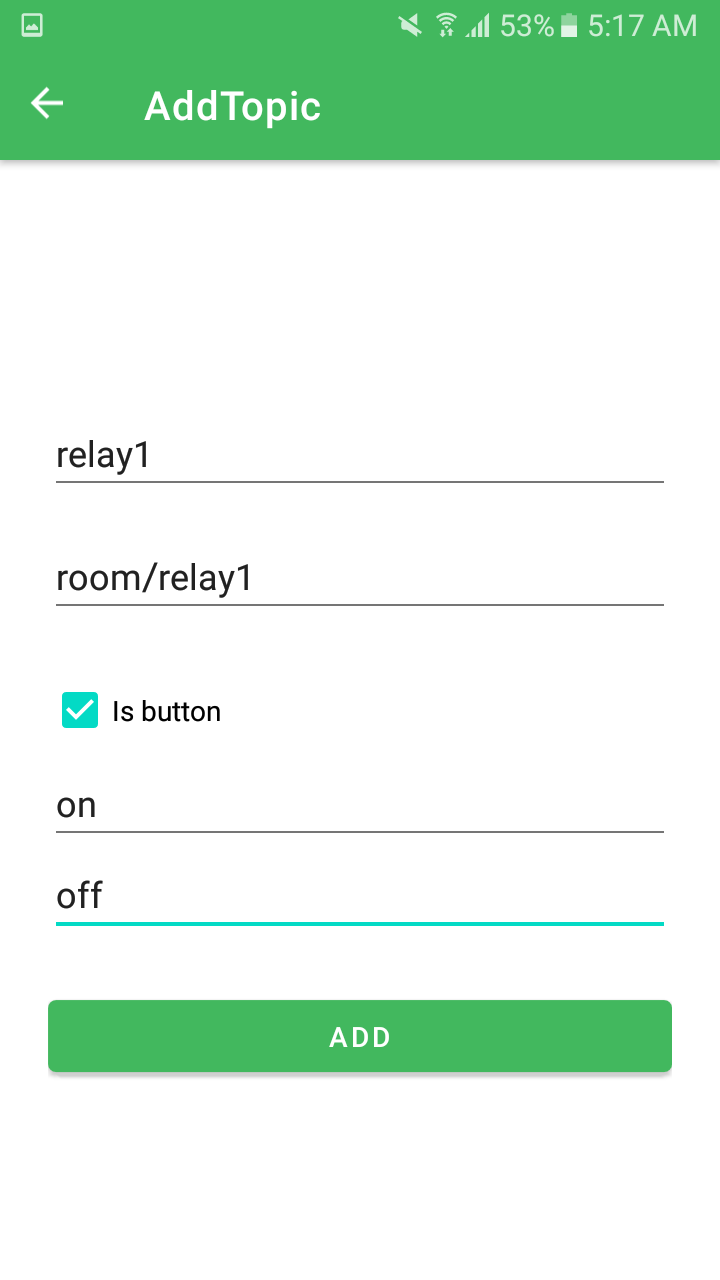 53% 5:17 AM
AddTopic
relay1
room/relay1
Is button
on
off
ADD